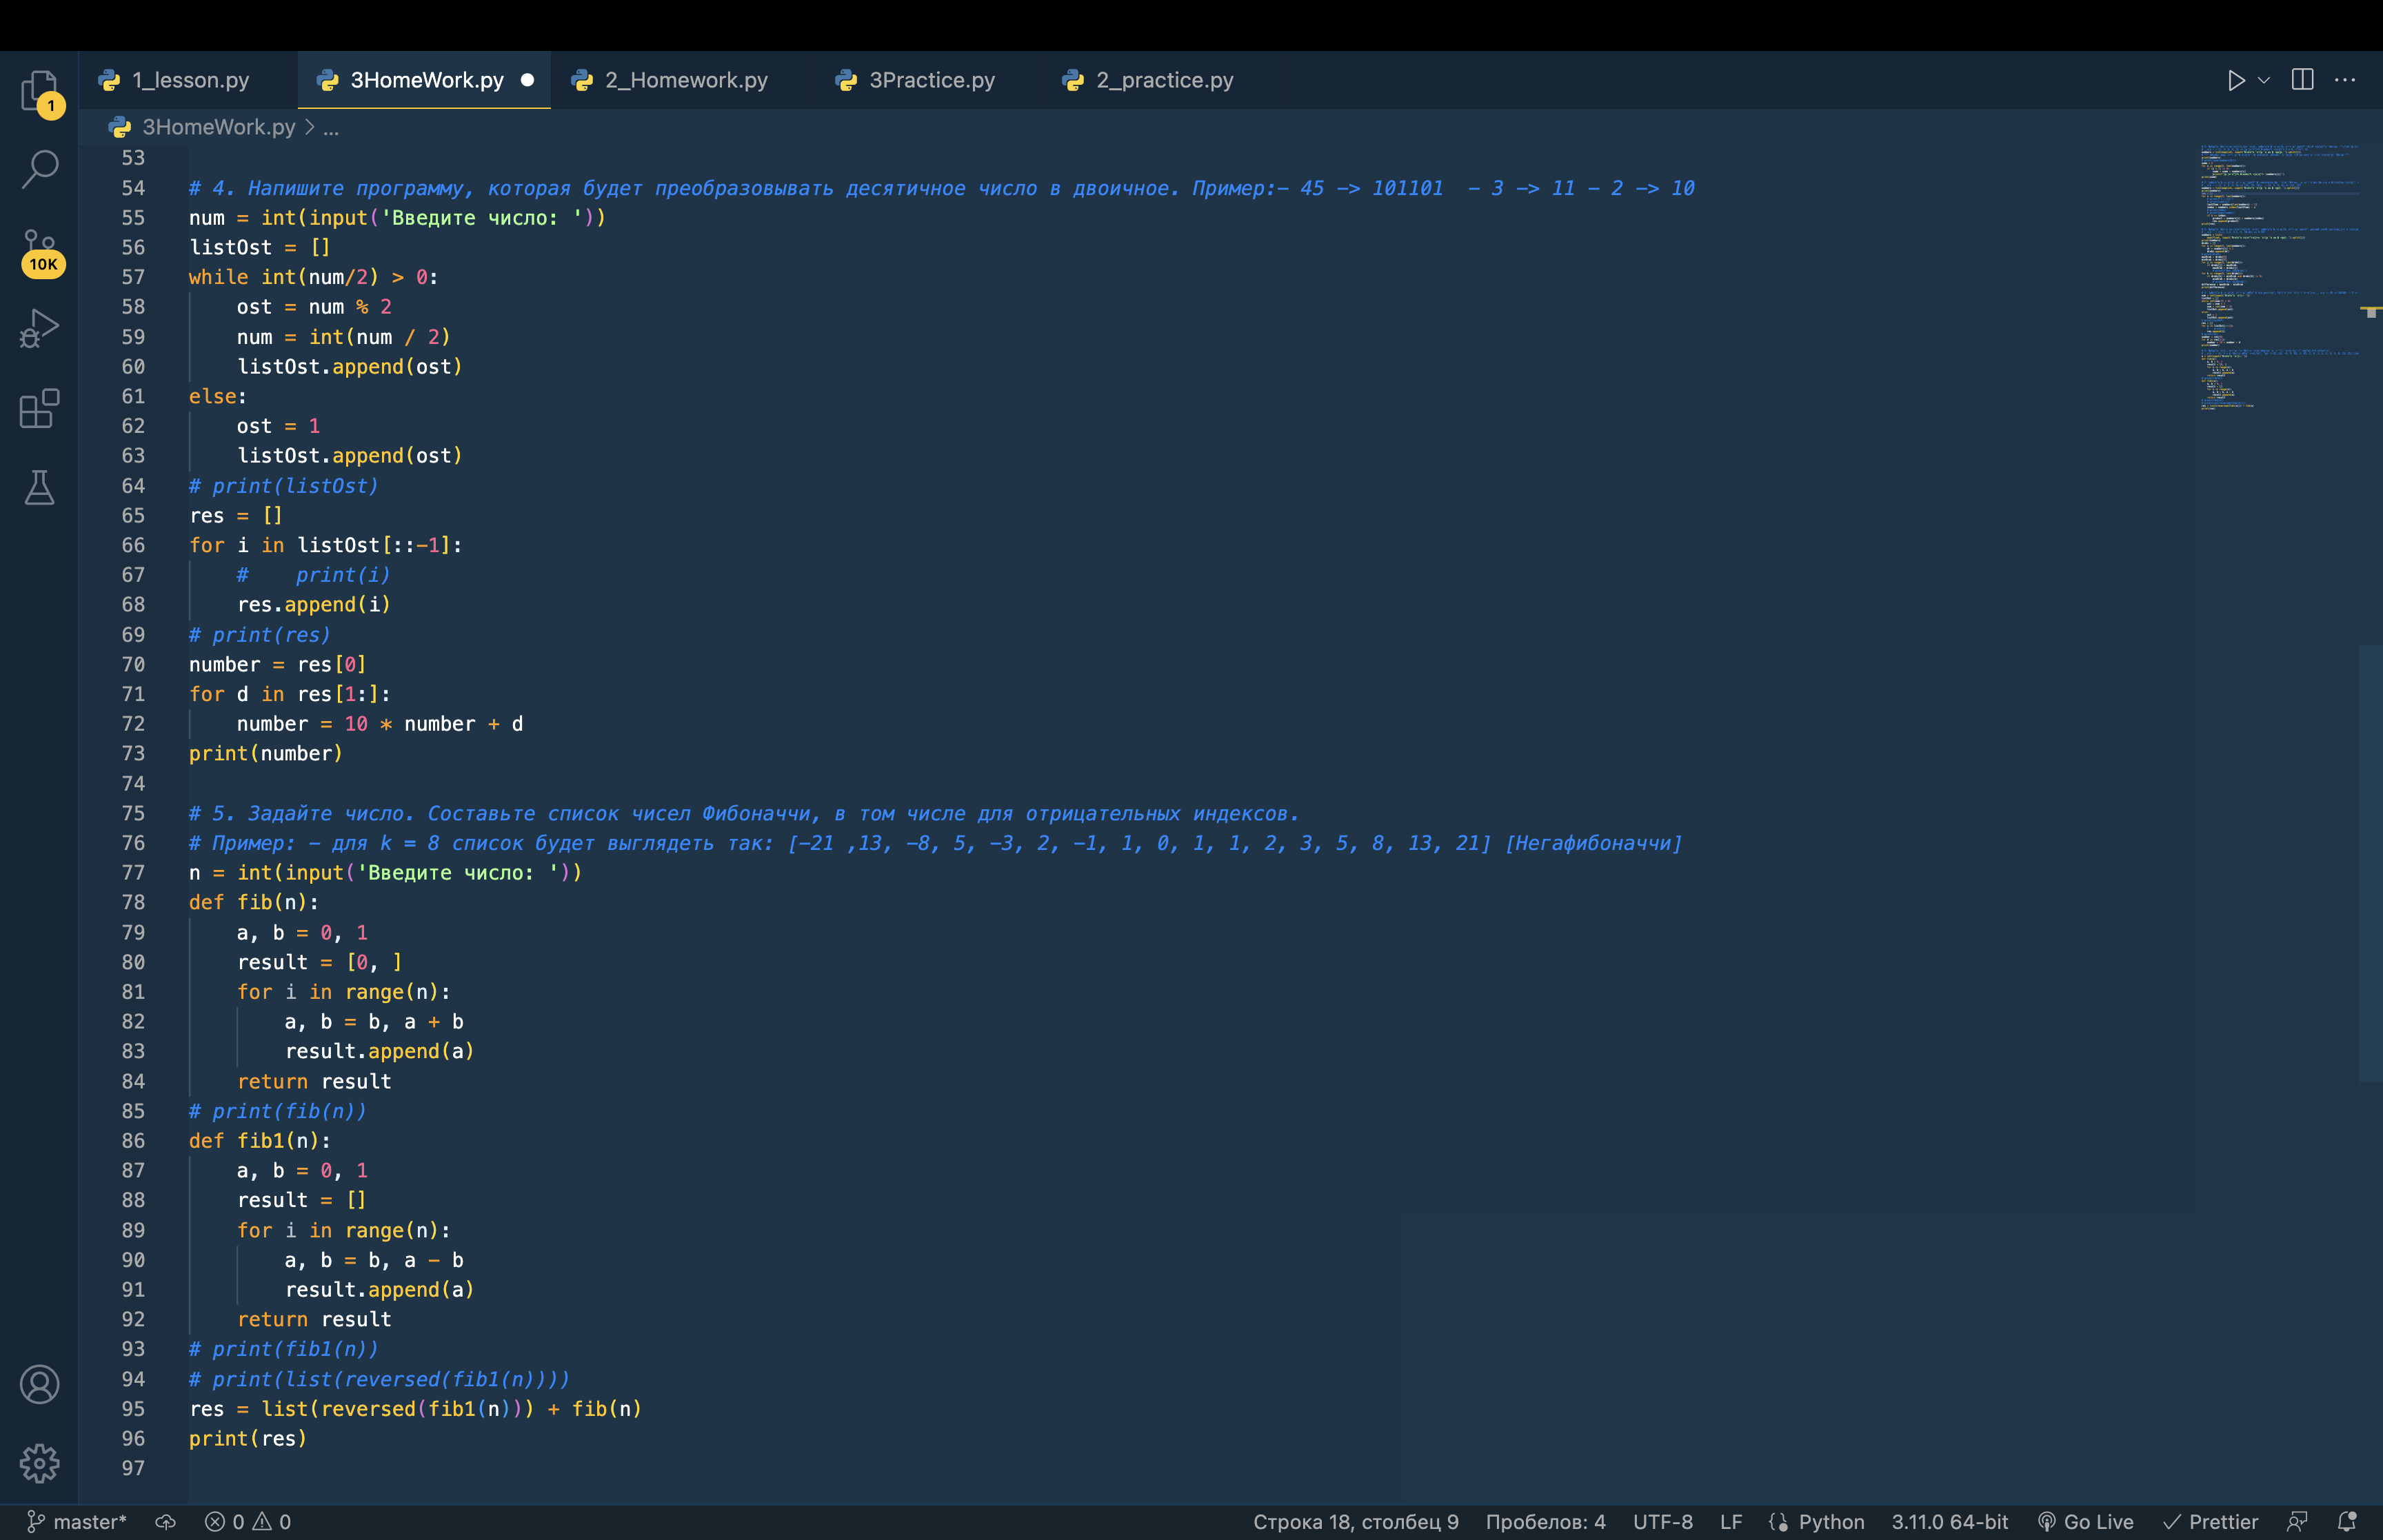 1_lesson.py
3HomeWork.py
2_Homework.py
3Practice.py
2_practice.py
1
3HomeWork.py > ...
10K
53
54 # 4. Напишите программу, которая будет преобразовывать десятичное число в двоичное. Пример:- 45 -> 101101  - 3 -> 11 - 2 -> 10
55 num = int(input('Введите число: '))
56 listOst = []
57 while int(num/2) > 0:
58     ost = num % 2
59     num = int(num / 2)
60     listOst.append(ost)
61 else:
62     ost = 1
63     listOst.append(ost)
64 # print(listOst)
65 res = []
66 for i in listOst[::-1]:
67     #    print(i)
68     res.append(i)
69 # print(res)
70 number = res[0]
71 for d in res[1:]:
72     number = 10 * number + d
73 print(number)
74
75 # 5. Задайте число. Составьте список чисел Фибоначчи, в том числе для отрицательных индексов.
76 # Пример: - для k = 8 список будет выглядеть так: [-21 ,13, -8, 5, -3, 2, -1, 1, 0, 1, 1, 2, 3, 5, 8, 13, 21] [Негафибоначчи]
77 n = int(input('Введите число: '))
78 def fib(n):
79     a, b = 0, 1
80     result = [0, ]
81     for i in range(n):
82         a, b = b, a + b
83         result.append(a)
84     return result
85 # print(fib(n))
86 def fib1(n):
87     a, b = 0, 1
88     result = []
89     for i in range(n):
90         a, b = b, a - b
91         result.append(a)
92     return result
93 # print(fib1(n))
94 # print(list(reversed(fib1(n))))
95 res = list(reversed(fib1(n))) + fib(n)
96 print(res)
97
master* 0 0 Строка 18, столбец 9 Пробелов: 4 UTF-8 LF Python 3.11.0 64-bit Go Live Prettier